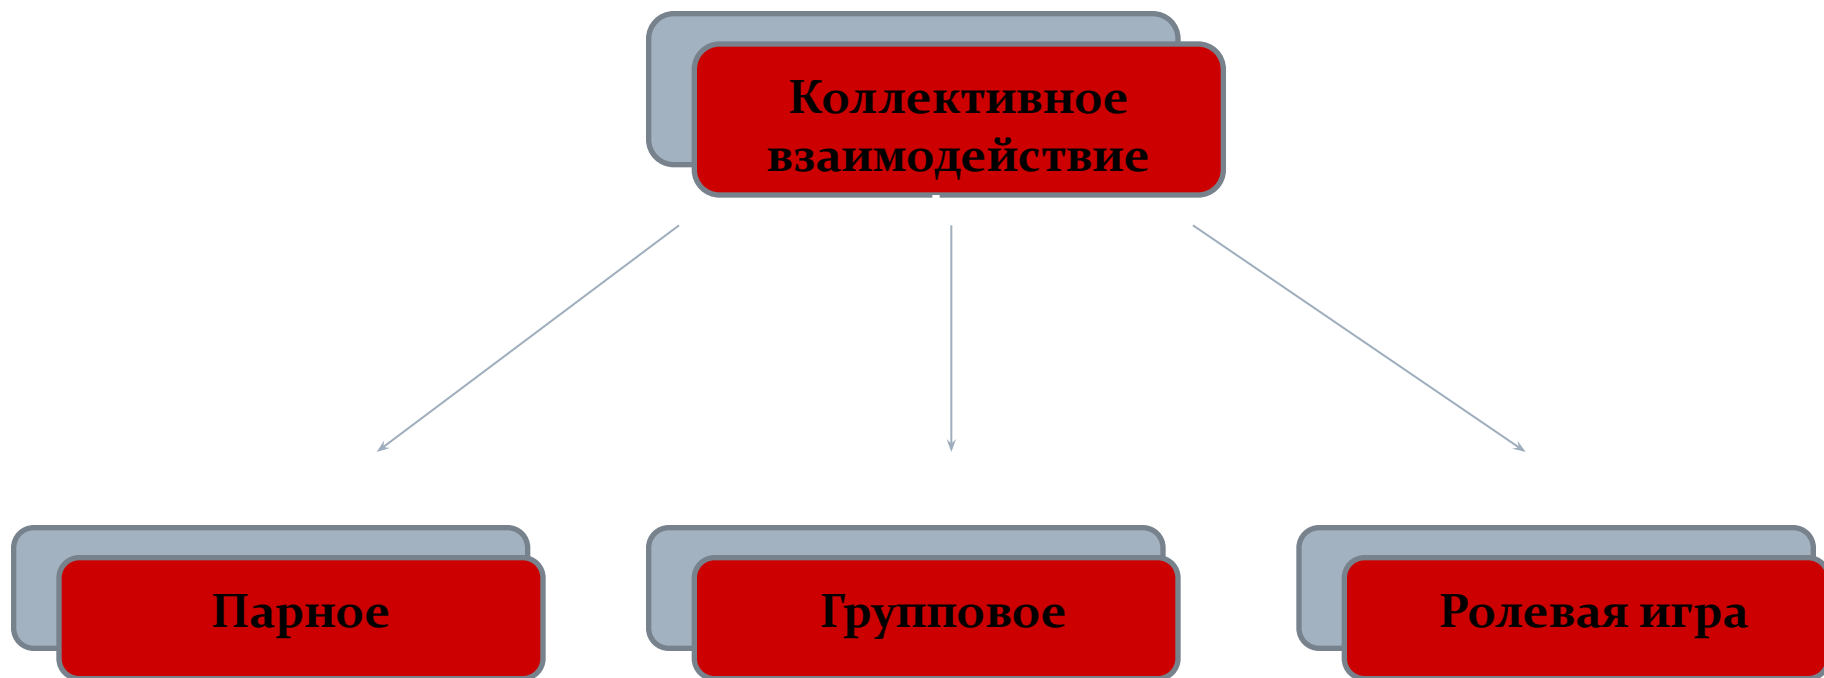 Коллективное
взаимодействие
Парное
Групповое
Ролевая игра